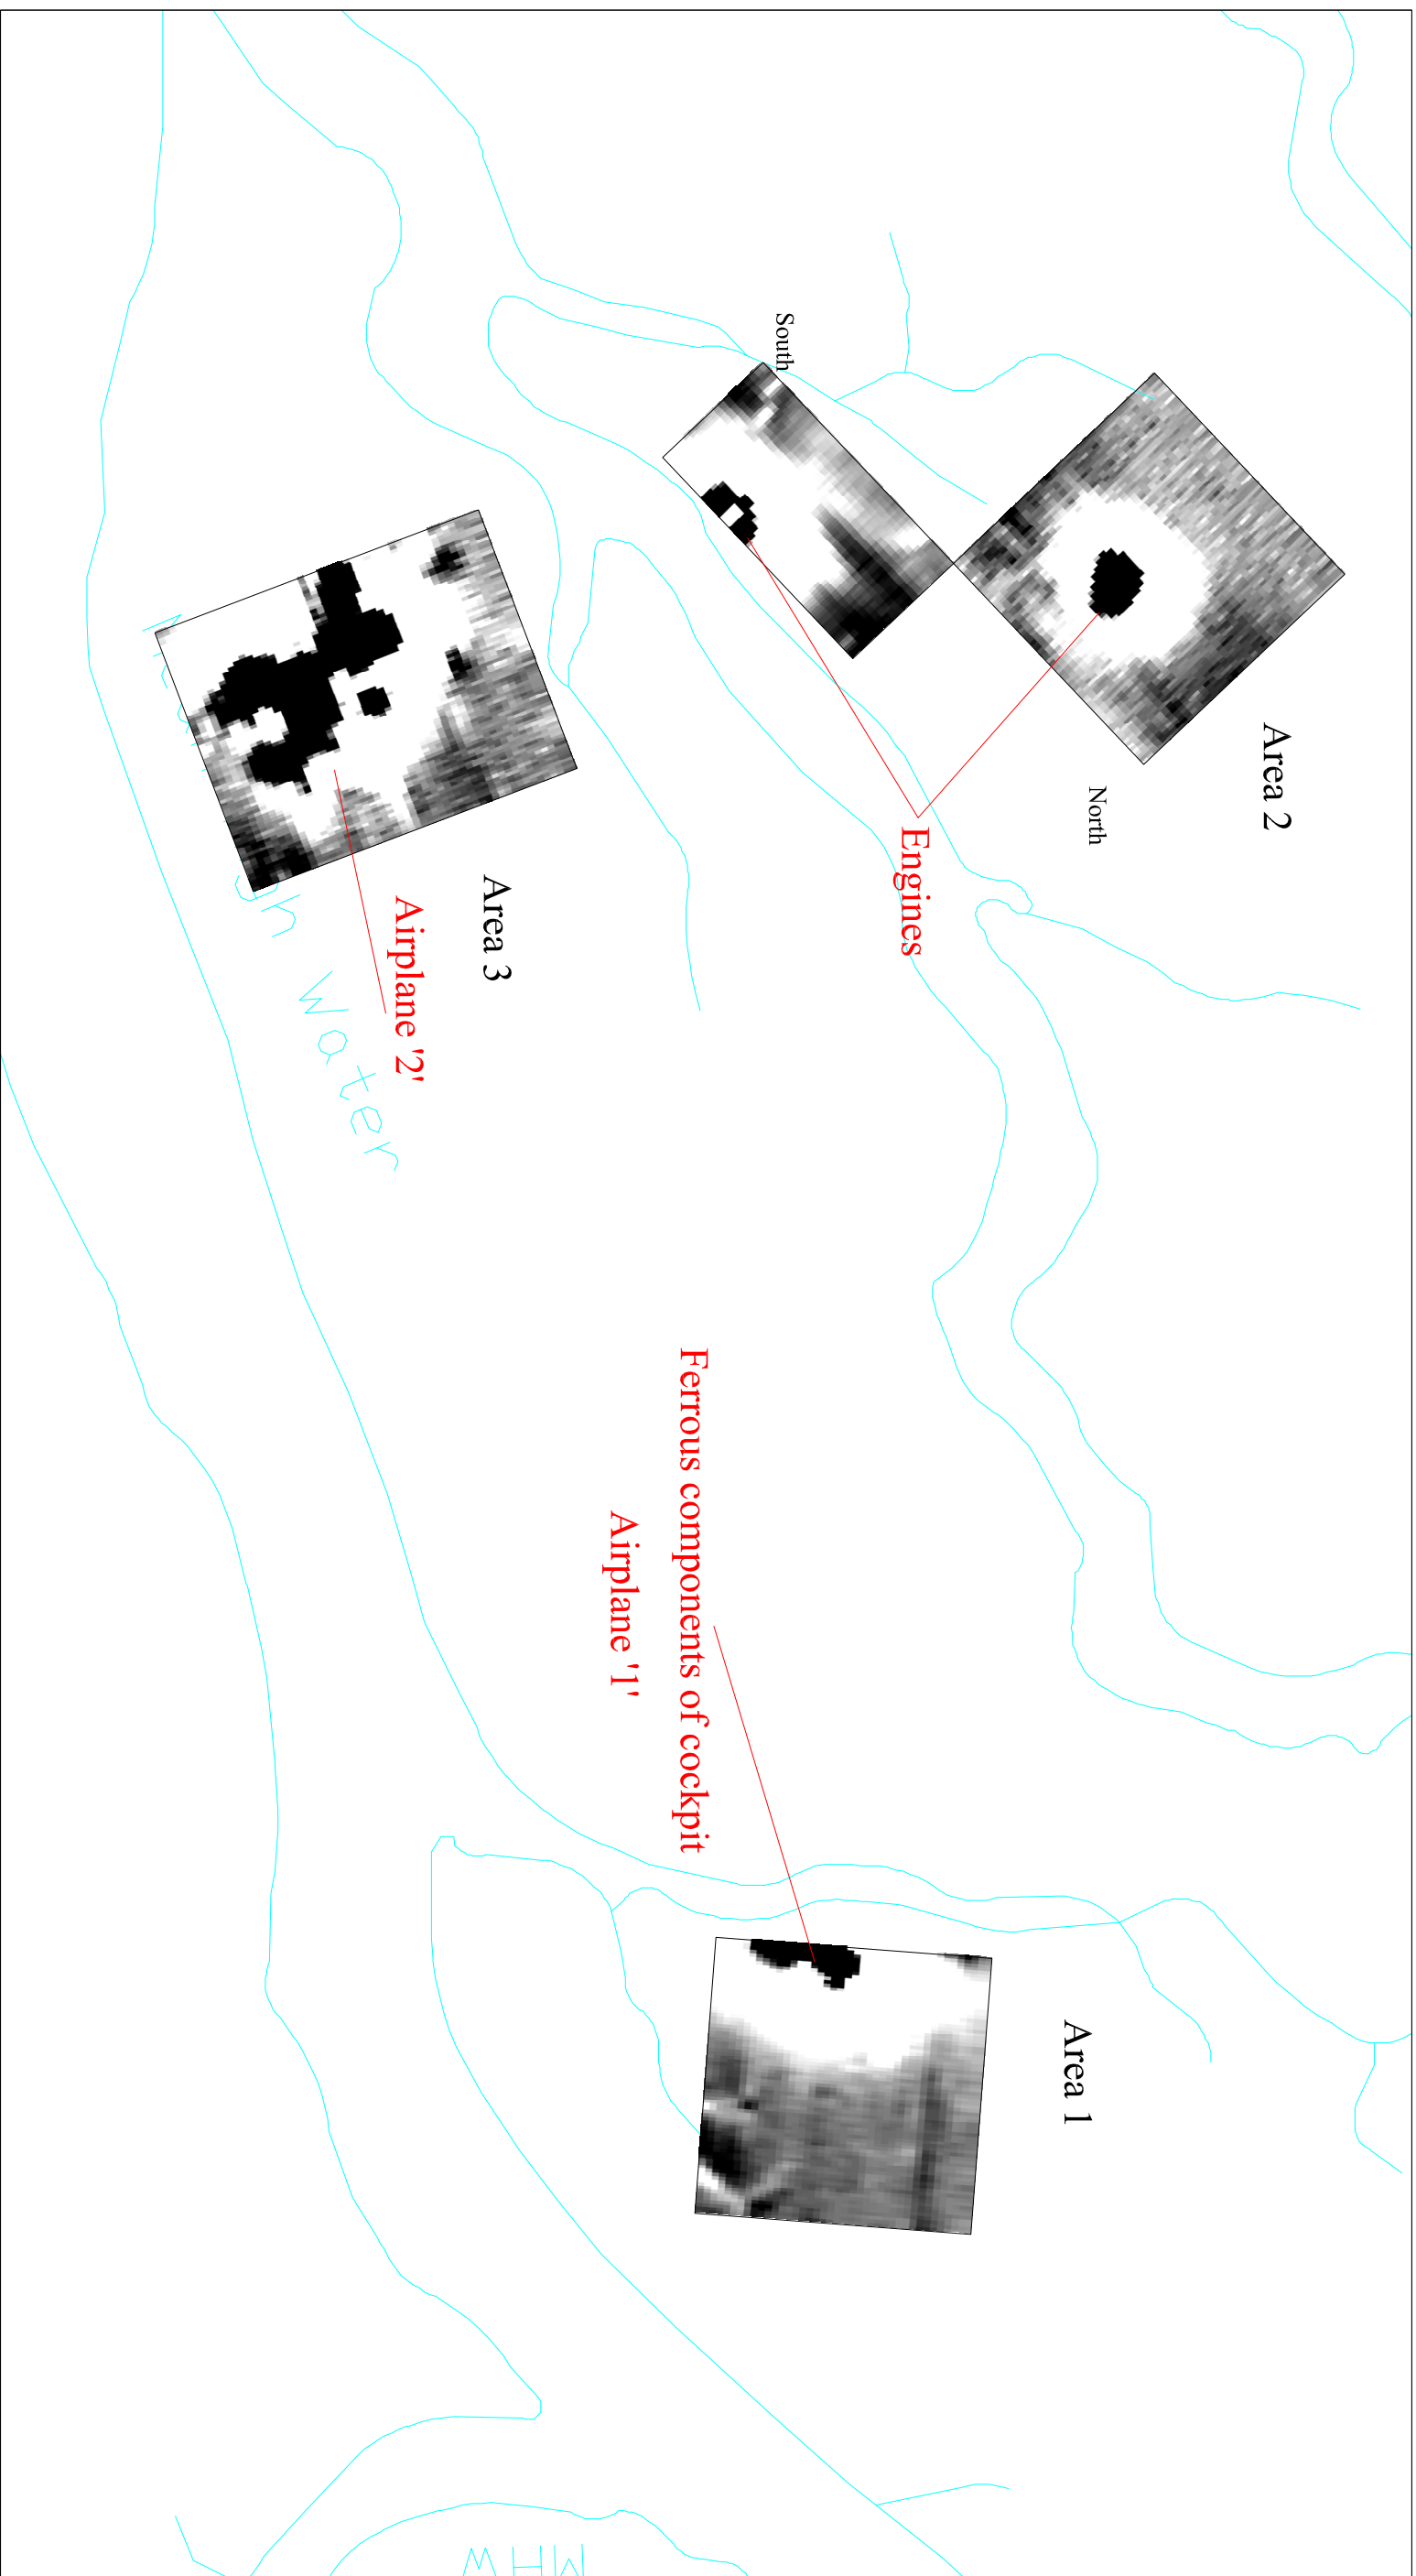 Area 2
North
South
Engines
Area 3
Airplane '2'
Water
Ferrous components of cockpit
Airplane '1'
Area 1
MHW